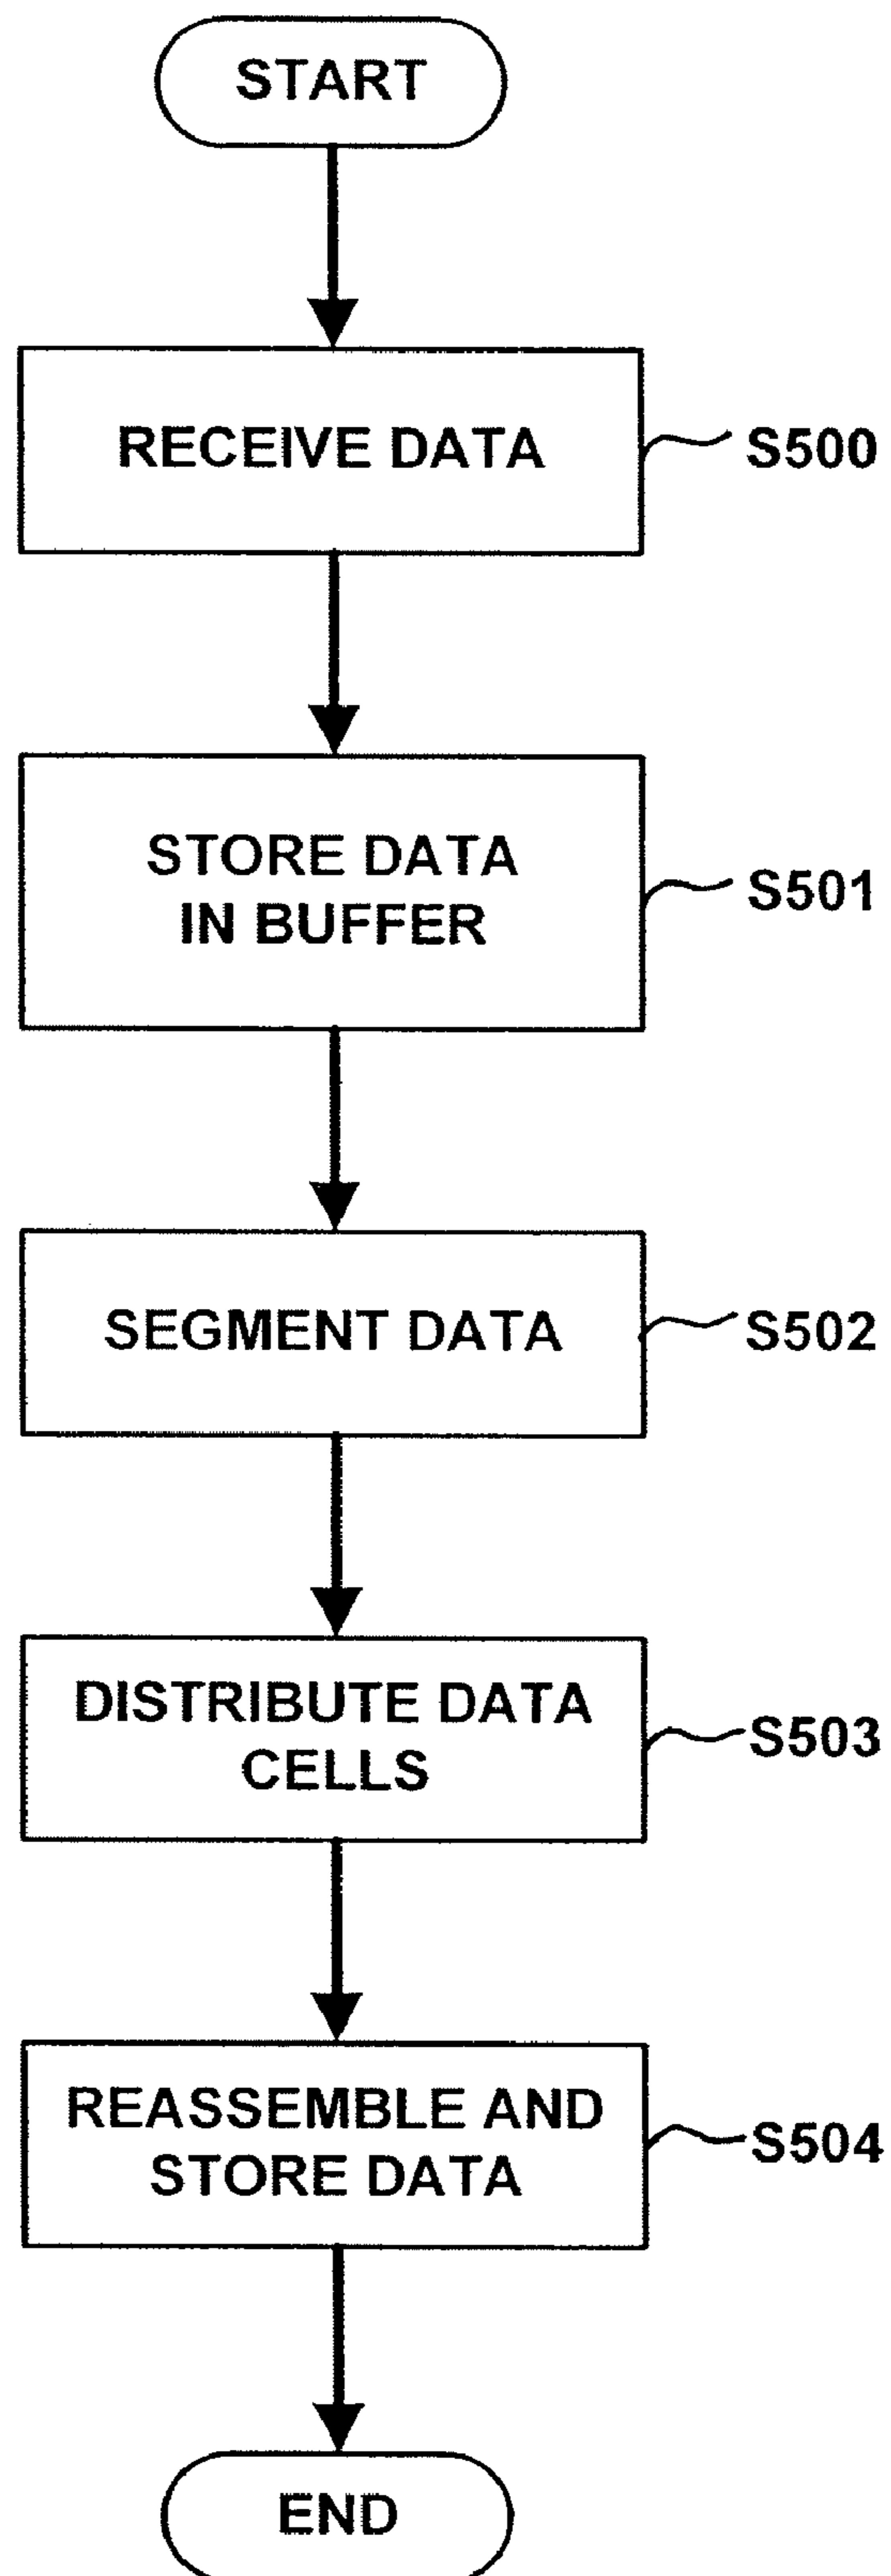 START
RECEIVE DATA
S500
STORE DATA
IN BUFFER
S501
SEGMENT DATA
S502
DISTRIBUTE DATA
CELLS
S503
REASSEMBLE AND
STORE DATA
S504
END